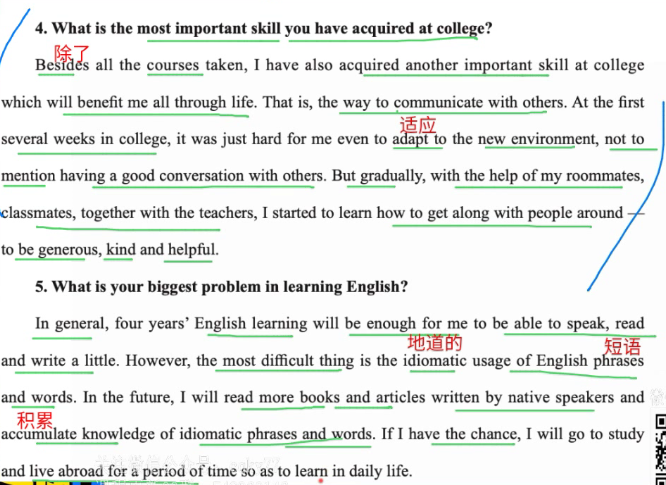 4. What is the most important skill you have acquired at college?
除了
Besides all the courses taken, I have also acquired another important skill at college
which will benefit me all through life. That is, the way to communicate with others. At the first
适应
several weeks in college, it was just hard for me even to adapt to the new environment, not to
mention having a good conversation with others. But gradually, with the help of my roommates,
classmates, together with the teachers, I started to learn how to get along with people around —
to be generous, kind and helpful.
5. What is your biggest problem in learning English?
In general, four years’ English learning will be enough for me to be able to speak, read
地道的 短语
and write a little. However, the most difficult thing is the idiomatic usage of English phrases
and words. In the future, I will read more books and articles written by native speakers and
积累
accumulate knowledge of idiomatic phrases and words. If I have the chance, I will go to study
and live abroad for a period of time so as to learn in daily life.